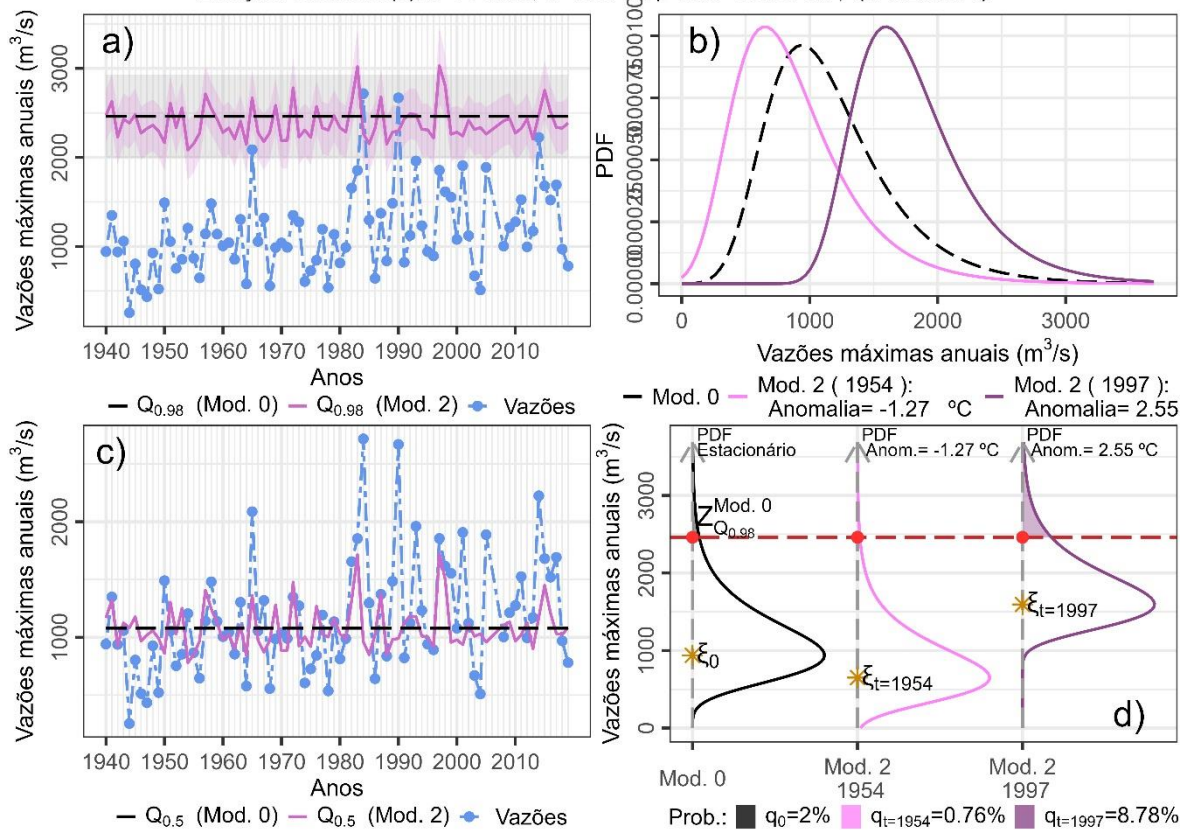 a)
Vazões máximas anuais (m³/s)
3000
2000
1000
1940 1950 1960 1970 1980 1990 2000 2010
Anos
Q0.98 (Mod. 0) Q0.98 (Mod. 2) Vazões
b)
PDF
0 1000 2000 3000
Vazões máximas anuais (m³/s)
Mod. 0 Mod. 2 ( 1954 ): Mod. 2 ( 1997 ):
Anomalia= -1.27 ºC Anomalia= 2.55
c)
Vazões máximas anuais (m³/s)
2000
1000
1940 1950 1960 1970 1980 1990 2000 2010
Anos
Q0.5 (Mod. 0) Q0.5 (Mod. 2) Vazões
Vazões máximas anuais (m³/s)
PDF PDF PDF
Estacionário Anom.= -1.27 ºC Anom.= 2.55 ºC
3000
Z Mod. 0 Q0.98
2000
ξt=1997
1000
ξ0
ξt=1954
0
d)
Mod. 0 Mod. 2 Mod. 2
1954 1997
Prob.: q0=2% qt=1954=0.76% qt=1997=8.78%